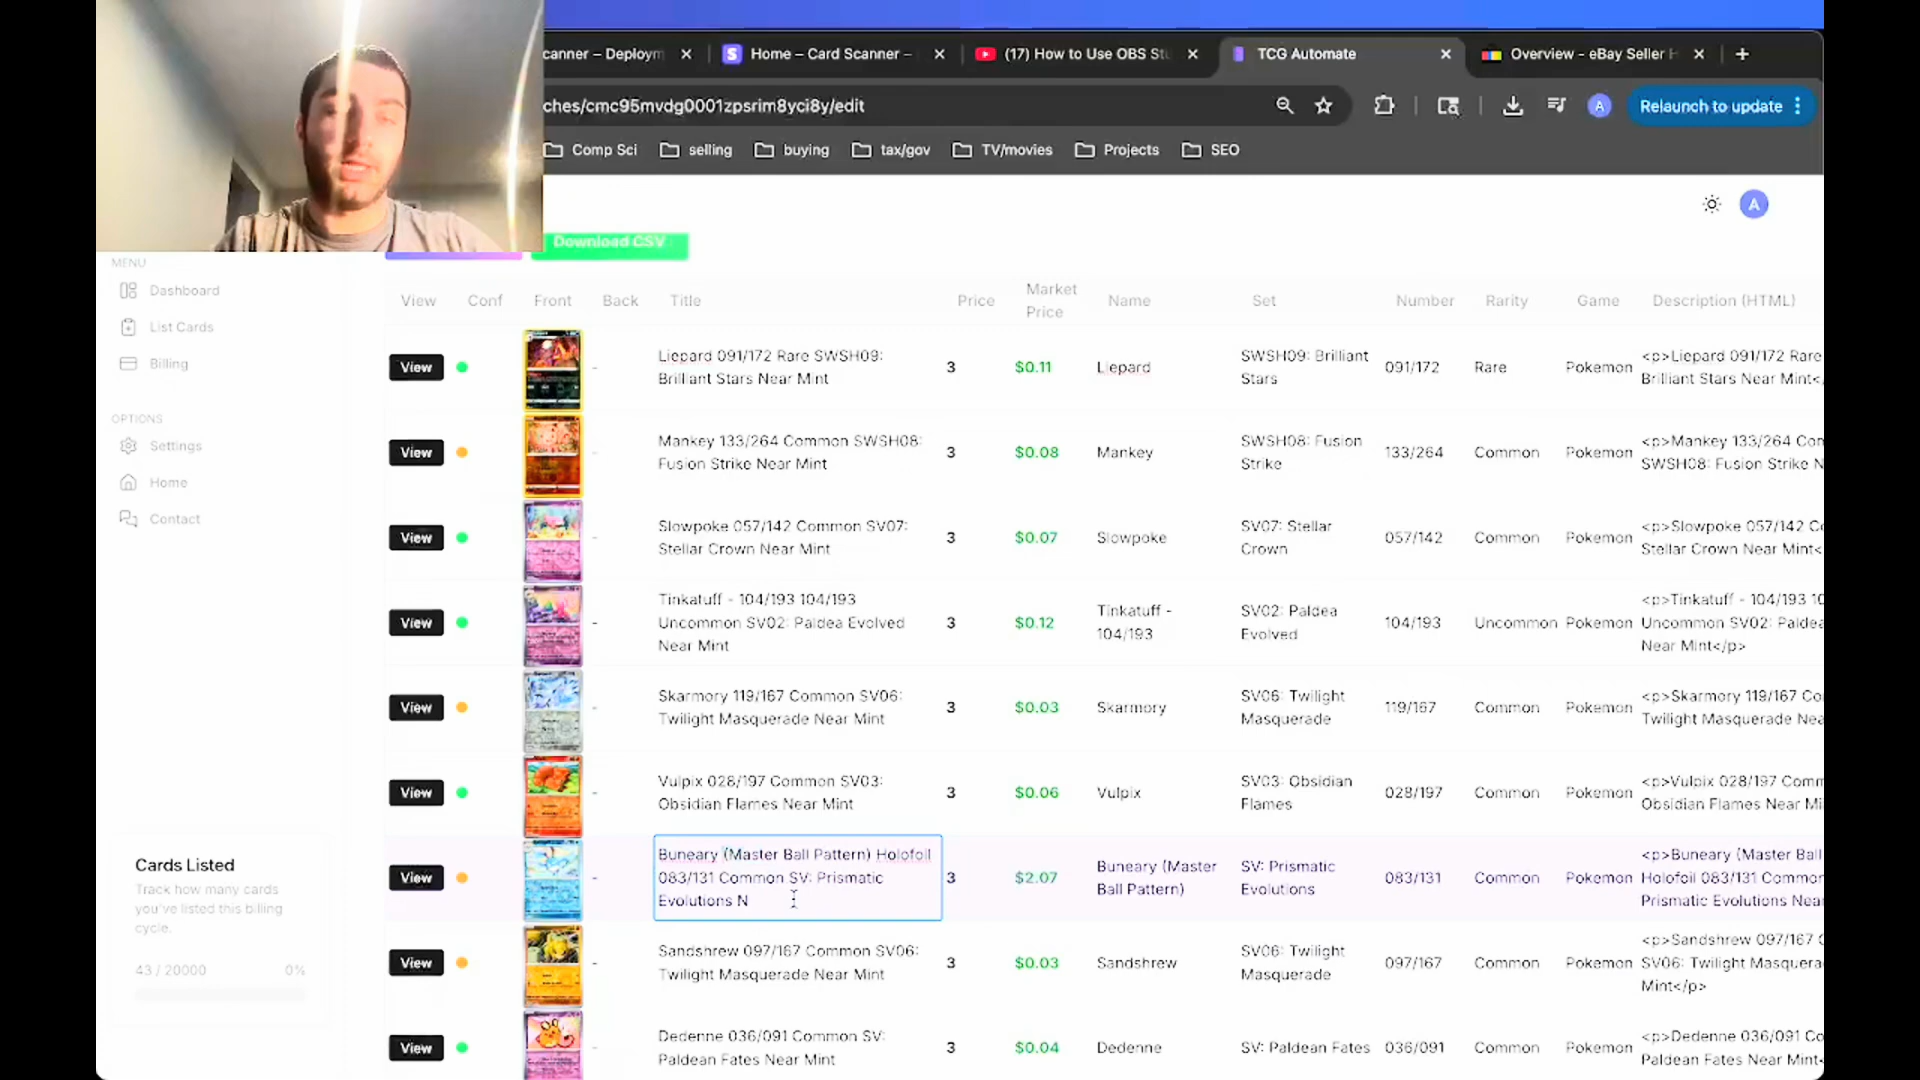 canner – Deploym
Home – Card Scanner –
(17) How to Use OBS Stu
TCG Automate
Overview - eBay Seller H
ches/cmc95mvdg0001zpsrim8yci8y/edit
A
Relaunch to update
Comp Sci
selling
buying
tax/gov
TV/movies
Projects
SEO
A
Download CSV
MENU
Dashboard
List Cards
Billing
OPTIONS
Settings
Home
Contact
Cards Listed
Track how many cards
you've listed this billing
cycle.
43 / 20000
0%
View
Conf
Front
Back
Title
Price
Market
Price
Name
Set
Number
Rarity
Game
Description (HTML)
View
-
Liepard 091/172 Rare SWSH09:
Brilliant Stars Near Mint
3
$0.11
Liepard
SWSH09: Brilliant
Stars
091/172
Rare
Pokemon
<p>Liepard 091/172 Rare
Brilliant Stars Near Mint<
View
-
Mankey 133/264 Common SWSH08:
Fusion Strike Near Mint
3
$0.08
Mankey
SWSH08: Fusion
Strike
133/264
Common
Pokemon
<p>Mankey 133/264 Com
SWSH08: Fusion Strike N
View
-
Slowpoke 057/142 Common SV07:
Stellar Crown Near Mint
3
$0.07
Slowpoke
SV07: Stellar
Crown
057/142
Common
Pokemon
<p>Slowpoke 057/142 Co
Stellar Crown Near Mint<
View
-
Tinkatuff - 104/193 104/193
Uncommon SV02: Paldea Evolved
Near Mint
3
$0.12
Tinkatuff -
104/193
SV02: Paldea
Evolved
104/193
Uncommon
Pokemon
<p>Tinkatuff - 104/193 10
Uncommon SV02: Paldea
Near Mint</p>
View
-
Skarmory 119/167 Common SV06:
Twilight Masquerade Near Mint
3
$0.03
Skarmory
SV06: Twilight
Masquerade
119/167
Common
Pokemon
<p>Skarmory 119/167 Co
Twilight Masquerade Nea
View
-
Vulpix 028/197 Common SV03:
Obsidian Flames Near Mint
3
$0.06
Vulpix
SV03: Obsidian
Flames
028/197
Common
Pokemon
<p>Vulpix 028/197 Comm
Obsidian Flames Near Mi
View
-
Buneary (Master Ball Pattern) Holofoil
083/131 Common SV: Prismatic
Evolutions N
3
$2.07
Buneary (Master
Ball Pattern)
SV: Prismatic
Evolutions
083/131
Common
Pokemon
<p>Buneary (Master Ball
Holofoil 083/131 Common
Prismatic Evolutions Near
View
-
Sandshrew 097/167 Common SV06:
Twilight Masquerade Near Mint
3
$0.03
Sandshrew
SV06: Twilight
Masquerade
097/167
Common
Pokemon
<p>Sandshrew 097/167 C
SV06: Twilight Masquera
Mint</p>
View
-
Dedenne 036/091 Common SV:
Paldean Fates Near Mint
3
$0.04
Dedenne
SV: Paldean Fates
036/091
Common
Pokemon
<p>Dedenne 036/091 Com
Paldean Fates Near Mint<